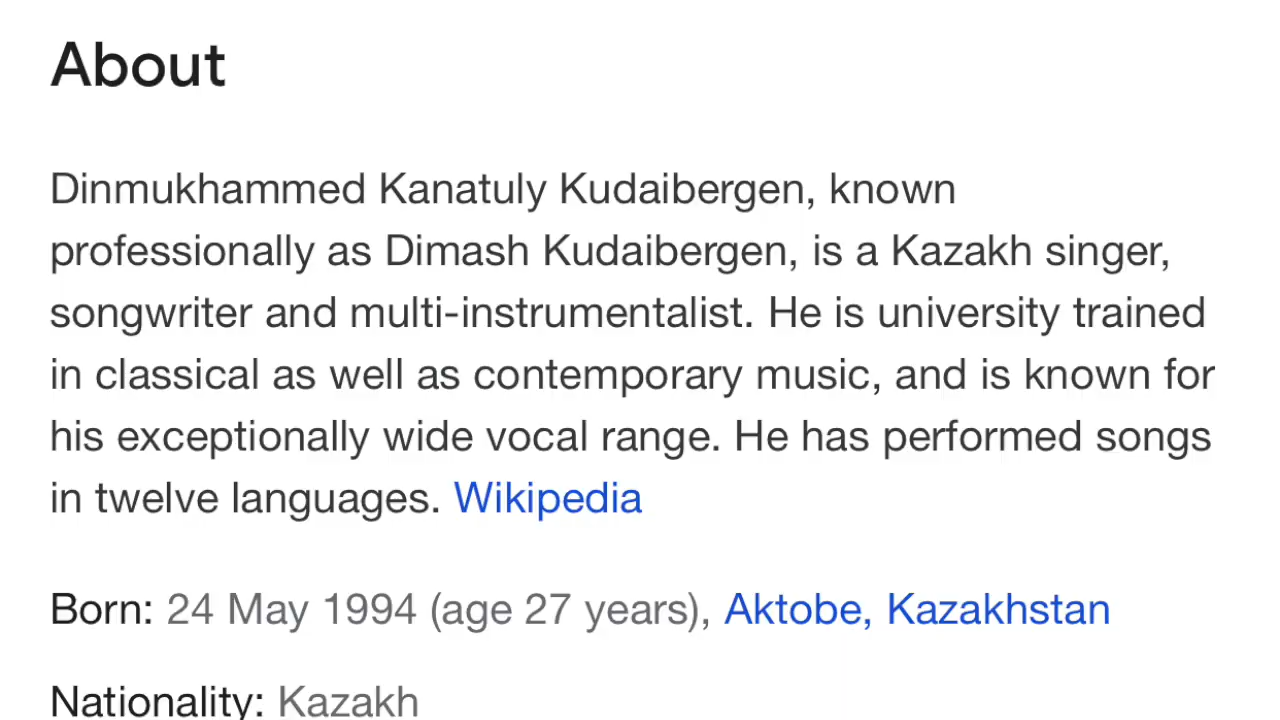 About
Dinmukhammed Kanatuly Kudaibergen, known
professionally as Dimash Kudaibergen, is a Kazakh singer,
songwriter and multi-instrumentalist. He is university trained
in classical as well as contemporary music, and is known for
his exceptionally wide vocal range. He has performed songs
in twelve languages. Wikipedia
Born: 24 May 1994 (age 27 years), Aktobe, Kazakhstan
Nationality: Kazakh